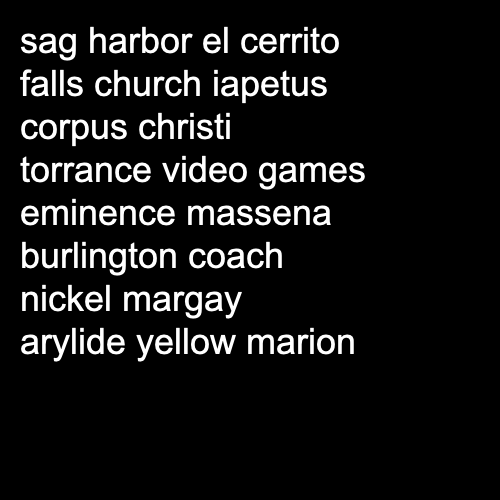 sag harbor el cerrito
falls church iapetus
corpus christi
torrance video games
eminence massena
burlington coach
nickel margay
arylide yellow marion